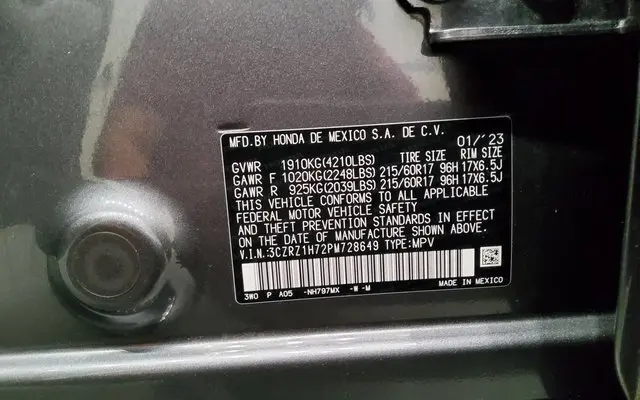 MFD.BY HONDA DE MEXICO S.A. DE C.V. 01/'23
GVWR 1910KG(4210LBS) TIRE SIZE RIM SIZE
GAWR F 1020KG(2248LBS) 215/60R17 96H 17X6.5J
GAWR R 925KG(2039LBS) 215/60R17 96H 17X6.5J
THIS VEHICLE CONFORMS TO ALL APPLICABLE
FEDERAL MOTOR VEHICLE SAFETY
AND THEFT PREVENTION STANDARDS IN EFFECT
ON THE DATE OF MANUFACTURE SHOWN ABOVE.
V.I.N.:3CZRZ1H72PM728649 TYPE:MPV
3W0 P A05 -NH797MX -W -M MADE IN MEXICO